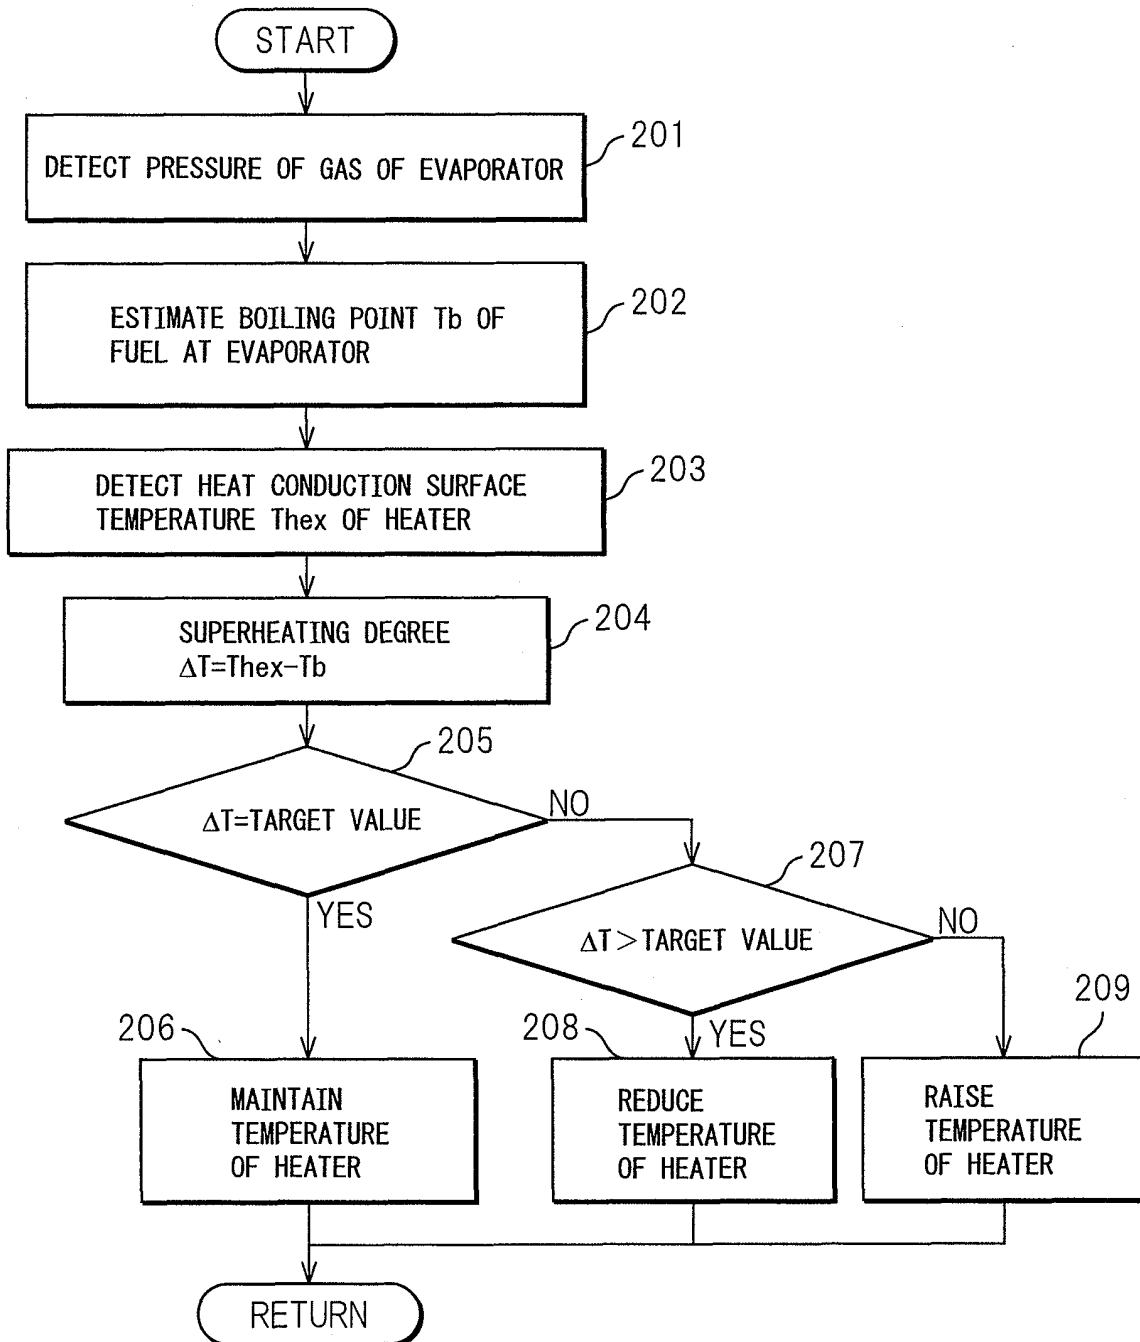 START
DETECT PRESSURE OF GAS OF EVAPORATOR
201
ESTIMATE BOILING POINT Tb OF
FUEL AT EVAPORATOR
202
DETECT HEAT CONDUCTION SURFACE
TEMPERATURE Thex OF HEATER
203
SUPERHEATING DEGREE
ΔT=Thex-Tb
204
205
ΔT=TARGET VALUE
NO
YES
207
ΔT>TARGET VALUE
NO
YES
206
MAINTAIN
TEMPERATURE
OF HEATER
208
REDUCE
TEMPERATURE
OF HEATER
209
RAISE
TEMPERATURE
OF HEATER
RETURN